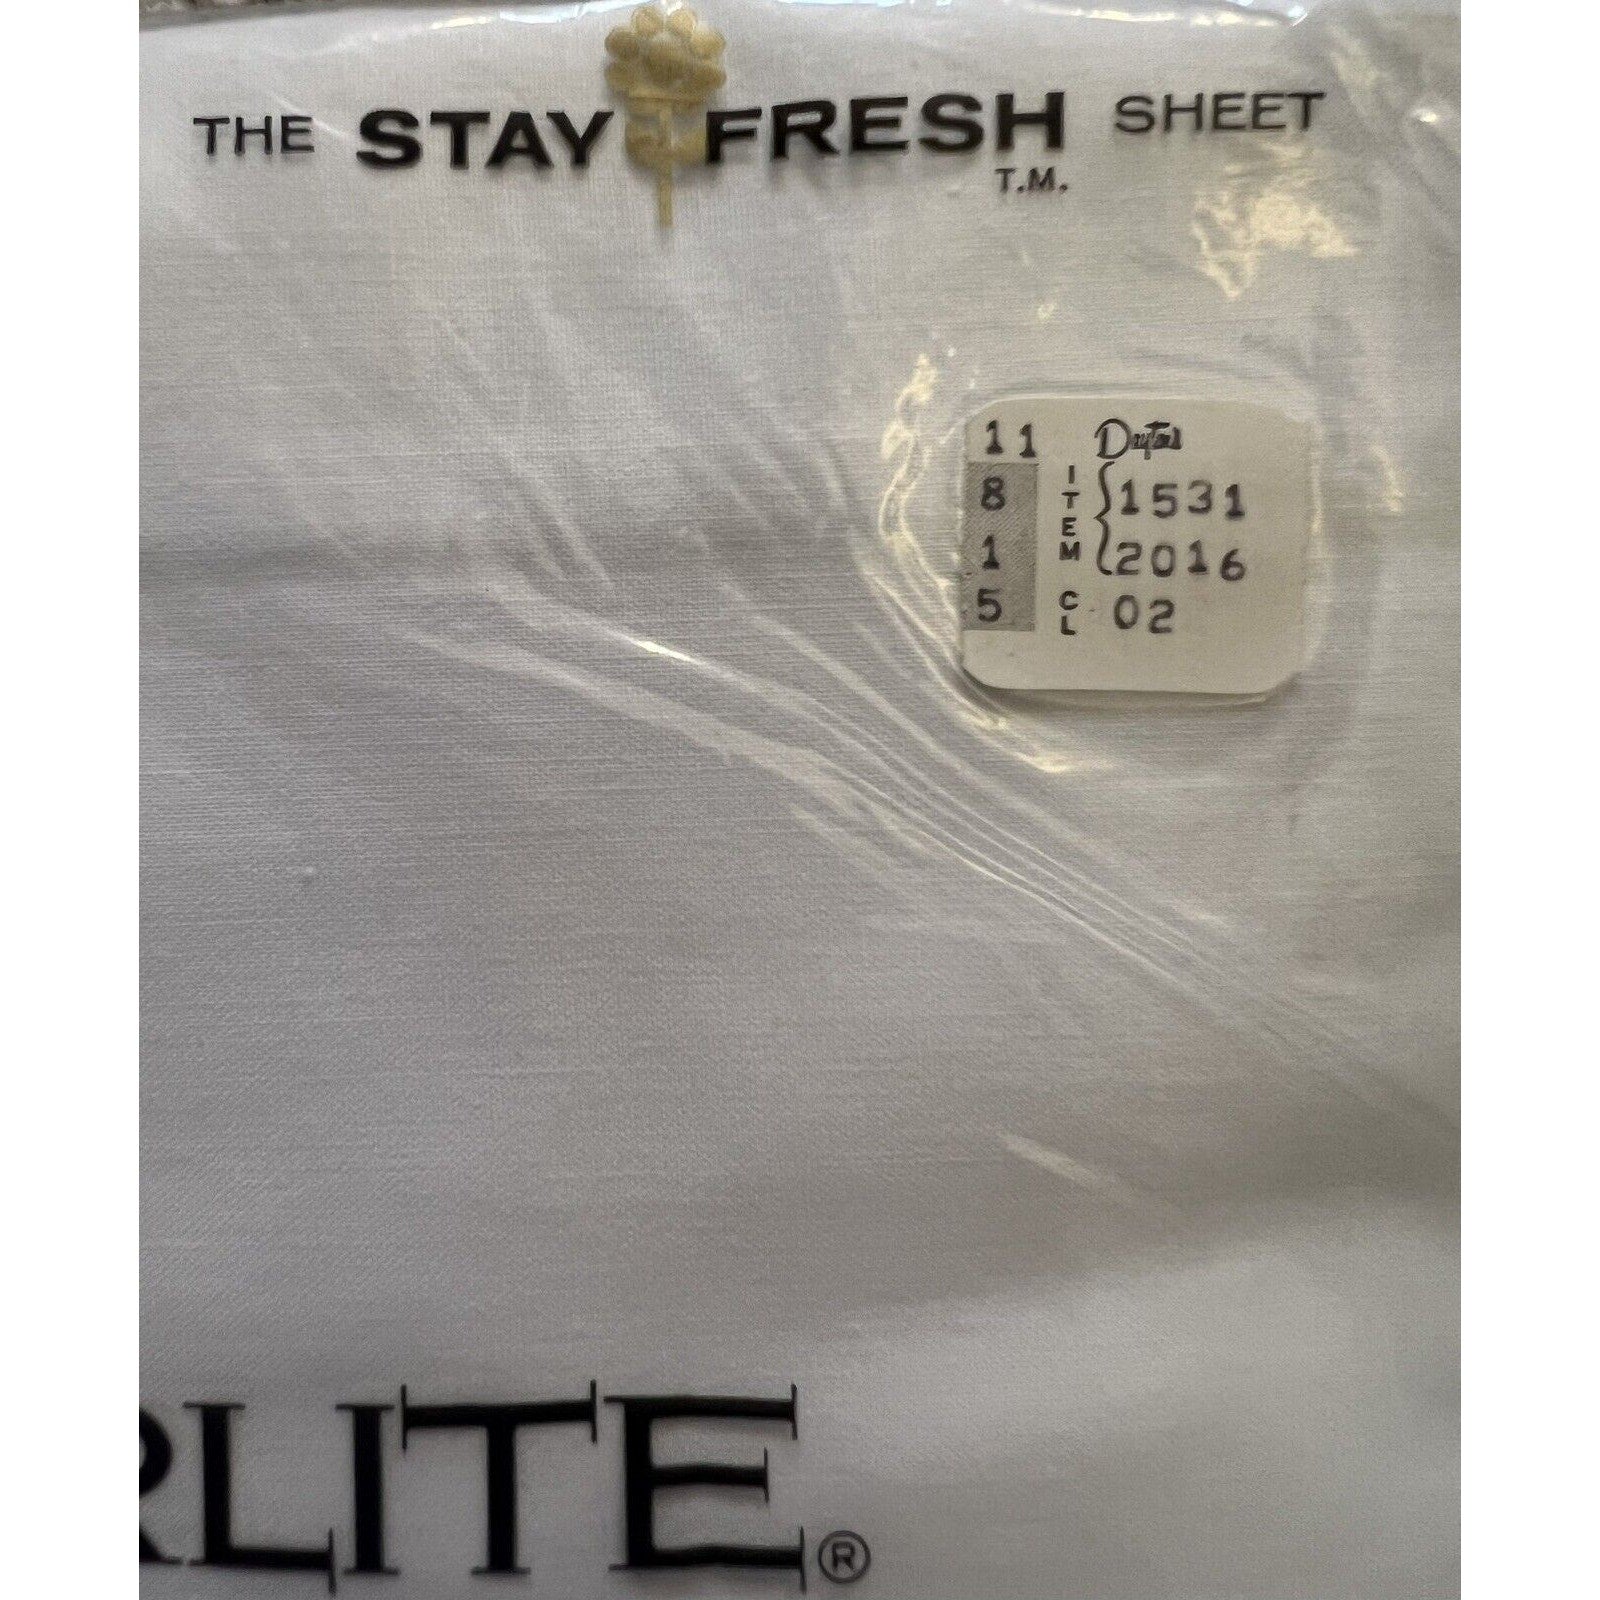 THE STAY FRESH SHEET
T.M.
11 Dayton's
8 ITEM 1531
1 2016
5 CL 02
RLITE®